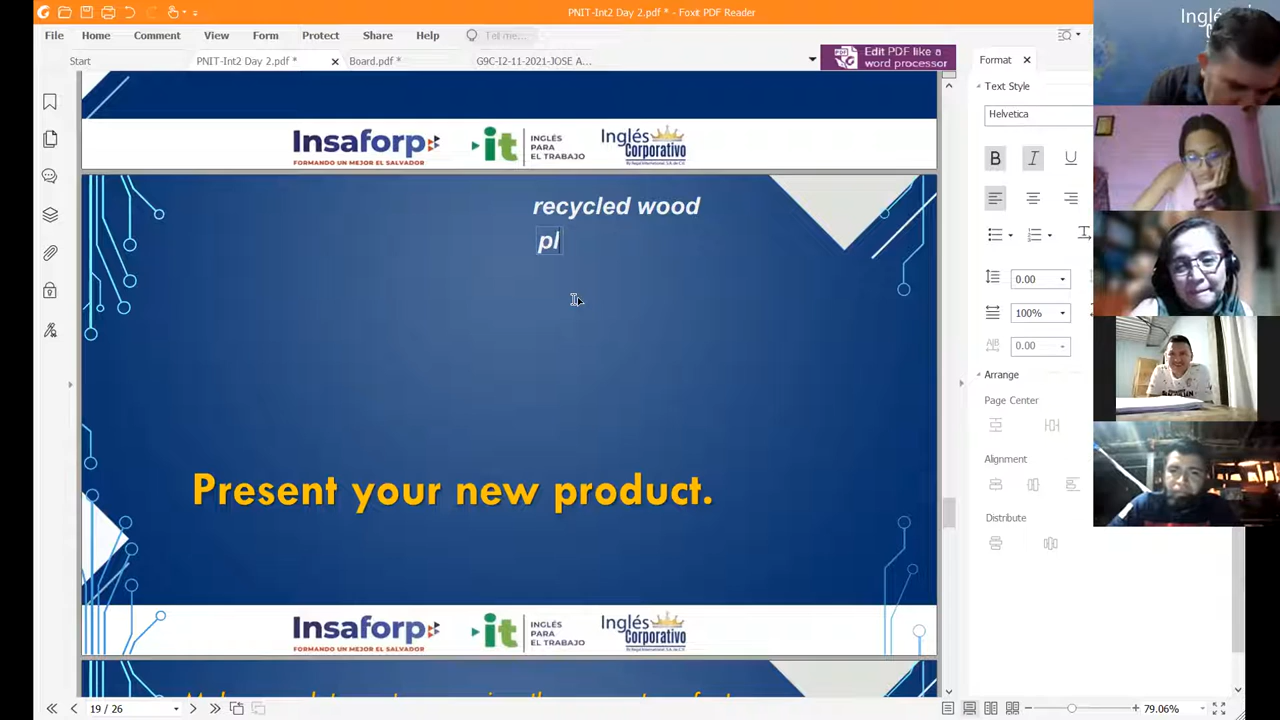 PNIT-Int2 Day 2.pdf * - Foxit PDF Reader
File Home Comment View Form Protect Share Help Tell me...
Start
PNIT-Int2 Day 2.pdf *
Board.pdf *
G9C-I2-11-2021-JOSE A...
Edit PDF like a
word processor
Insaforp
FORMANDO UN MEJOR EL SALVADOR
it
INGLÉS
PARA
EL TRABAJO
Inglés
Corporativo
recycled wood
pl
Present your new product.
Insaforp
FORMANDO UN MEJOR EL SALVADOR
it
INGLÉS
PARA
EL TRABAJO
Inglés
Corporativo
19 / 26
79.06%
Format
Text Style
Helvetica
B I U
0.00
100%
0.00
Arrange
Page Center
Alignment
Distribute
Inglés